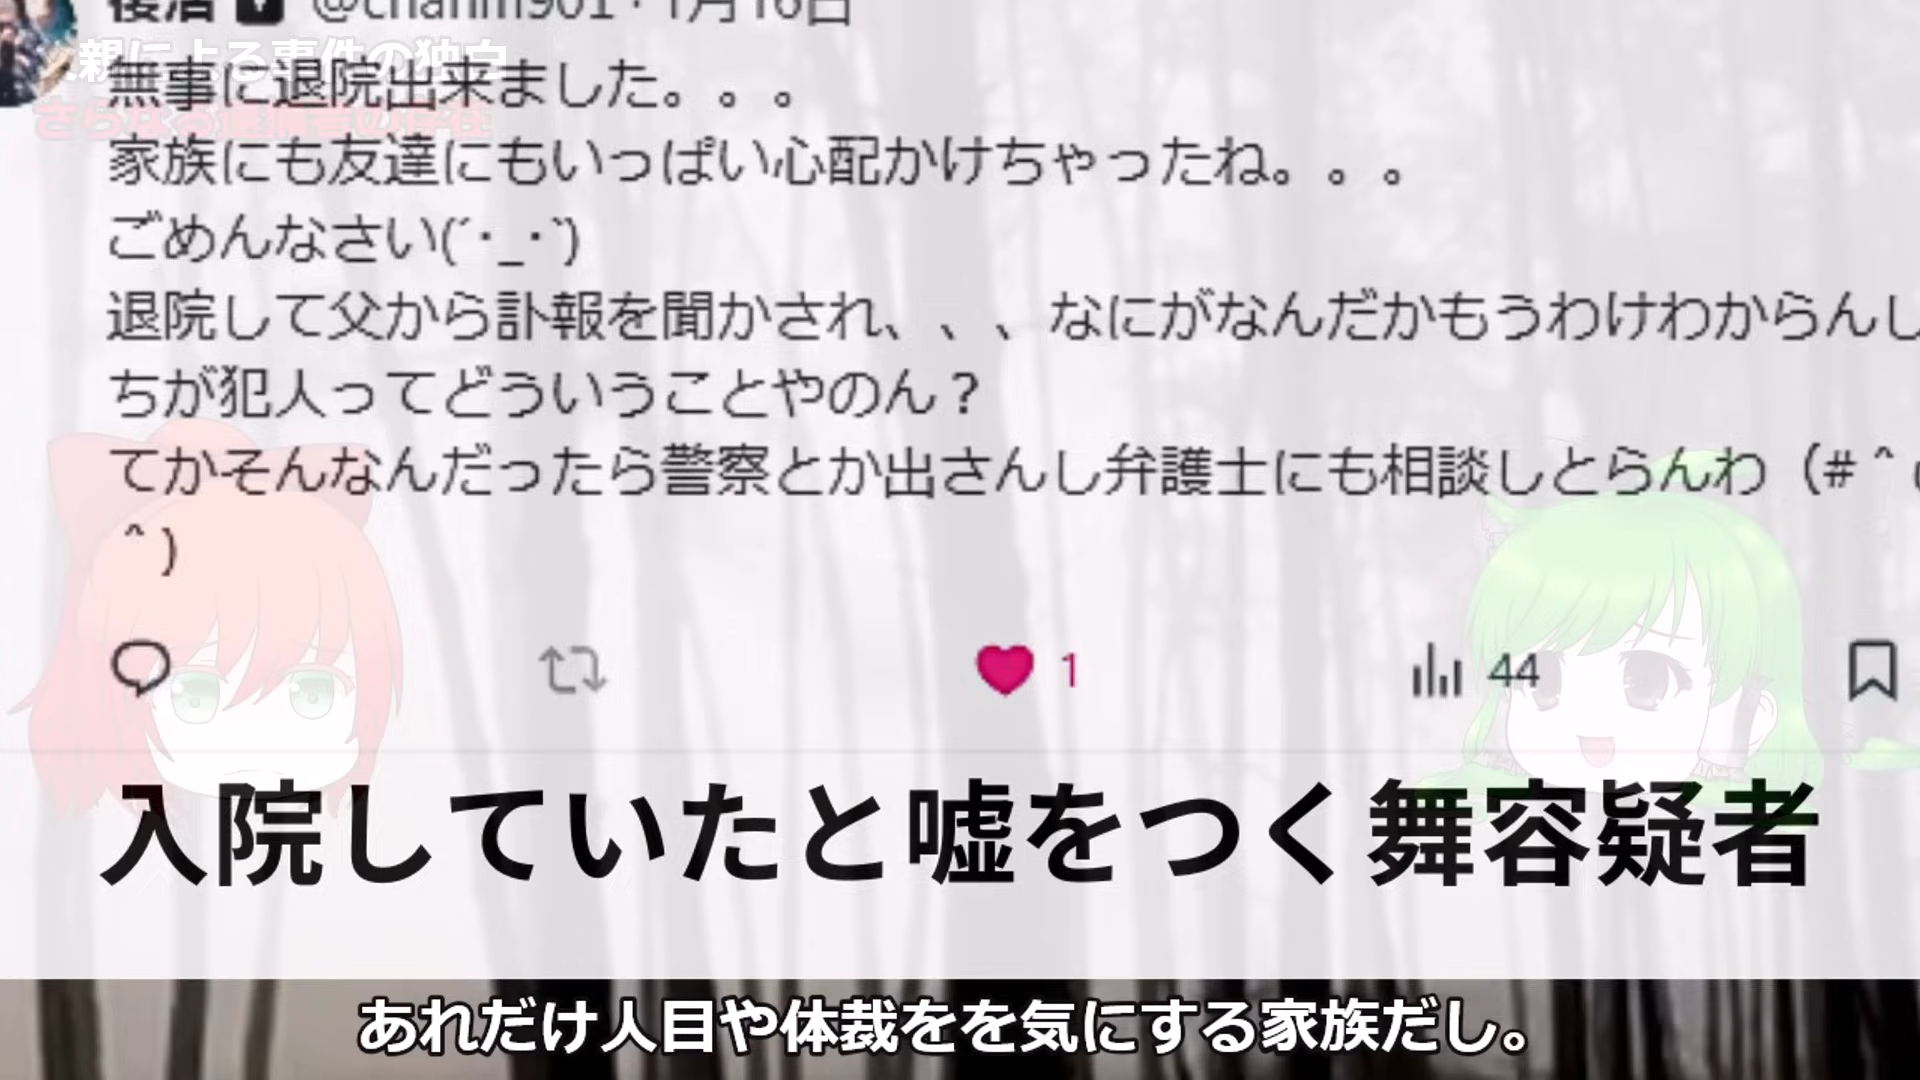 復活 @chanm901・1月16日
親による事件の独白
無事に退院出来ました。。。
家族にも友達にもいっぱい心配かけちゃったね。。。
ごめんなさい(´・_・`)
退院して父から訃報を聞かされ、、、なにがなんだかもうわけわからんし
ちが犯人ってどういうことやのん？
てかそんなんだったら警察とか出さんし弁護士にも相談しとらんわ（#＾
＾）
1
44
入院していたと嘘をつく舞容疑者
あれだけ人目や体裁をを気にする家族だし。